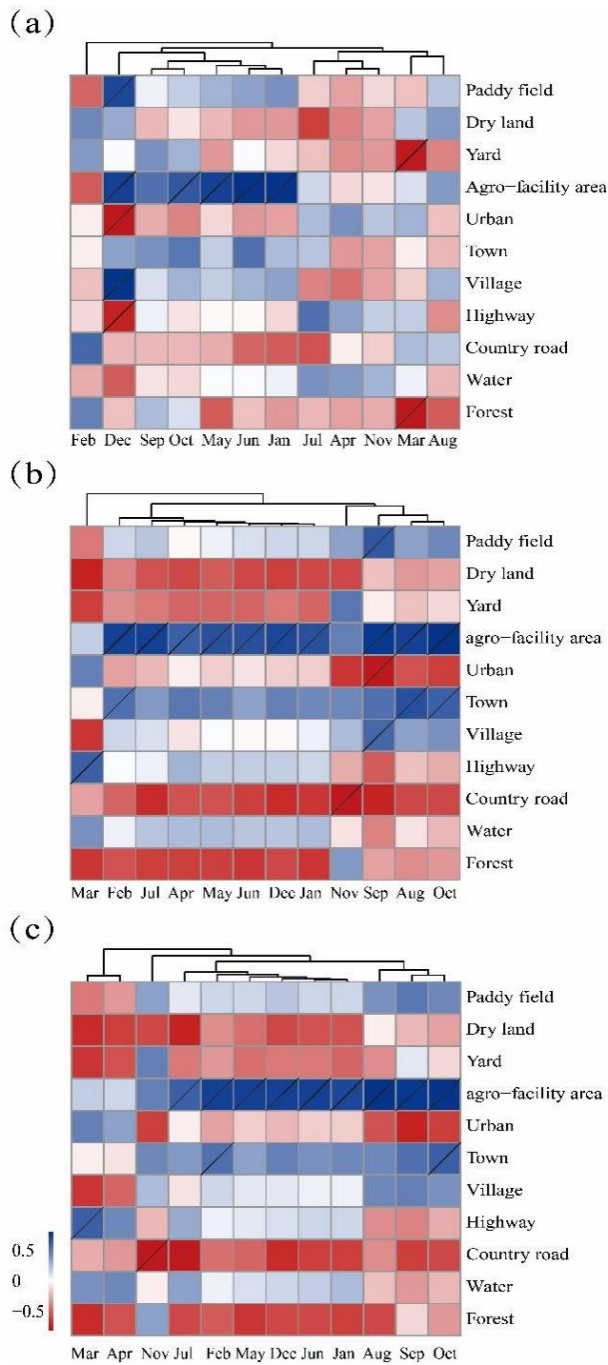 (a)
Paddy field
Dry land
Yard
Agro-facility area
Urban
Town
Village
Highway
Country road
Water
Forest
Feb Dec Sep Oct May Jun Jan Jul Apr Nov Mar Aug
(b)
Paddy field
Dry land
Yard
agro-facility area
Urban
Town
Village
Highway
Country road
Water
Forest
Mar Feb Jul Apr May Jun Dec Jan Nov Sep Aug Oct
(c)
Paddy field
Dry land
Yard
agro-facility area
Urban
Town
Village
Highway
Country road
Water
Forest
0.5
0
-0.5
Mar Apr Nov Jul Feb May Dec Jun Jan Aug Sep Oct